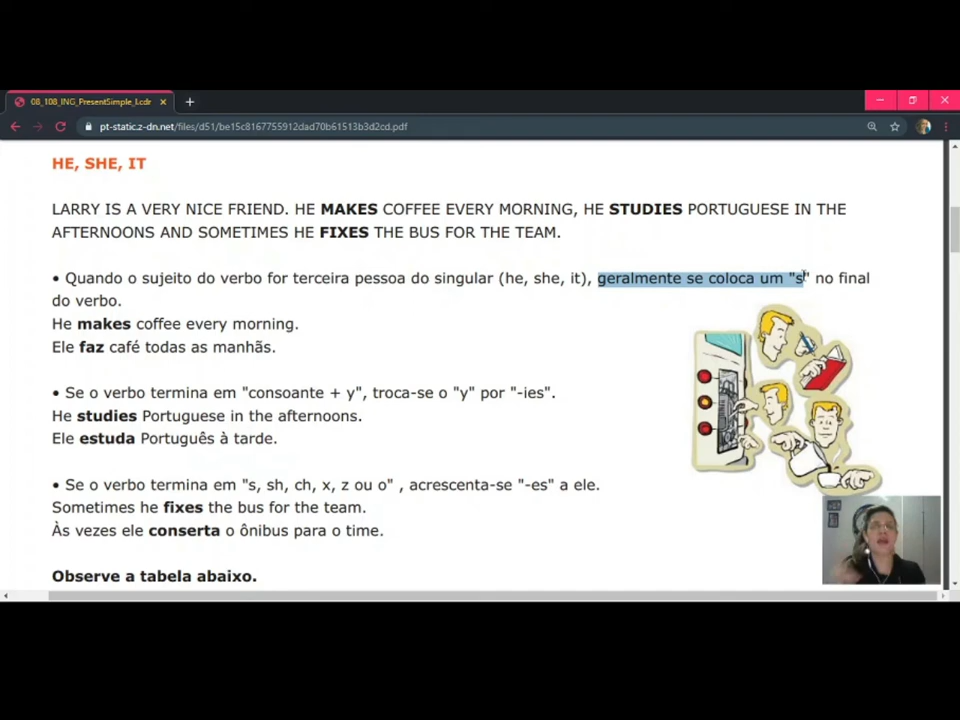 08_108_ING_PresentSimple_I.cdr
pt-static.z-dn.net/files/d51/be15c8167755912dad70b61513b3d2cd.pdf
HE, SHE, IT
LARRY IS A VERY NICE FRIEND. HE MAKES COFFEE EVERY MORNING, HE STUDIES PORTUGUESE IN THE
AFTERNOONS AND SOMETIMES HE FIXES THE BUS FOR THE TEAM.
• Quando o sujeito do verbo for terceira pessoa do singular (he, she, it), geralmente se coloca um "s" no final
do verbo.
He makes coffee every morning.
Ele faz café todas as manhãs.
• Se o verbo termina em "consoante + y", troca-se o "y" por "-ies".
He studies Portuguese in the afternoons.
Ele estuda Português à tarde.
• Se o verbo termina em "s, sh, ch, x, z ou o" , acrescenta-se "-es" a ele.
Sometimes he fixes the bus for the team.
Às vezes ele conserta o ônibus para o time.
Observe a tabela abaixo.